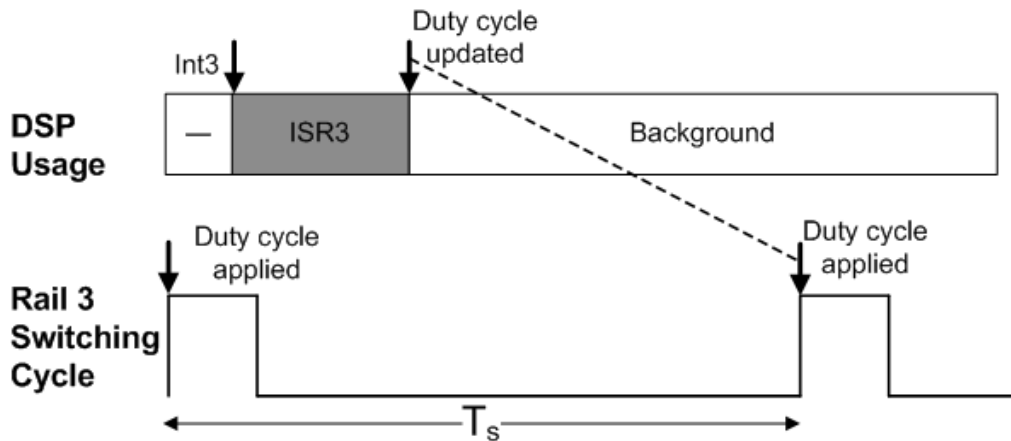 Duty cycle
updated
Int3
DSP
Usage
—
ISR3
Background
Duty cycle
applied
Duty cycle
applied
Rail 3
Switching
Cycle
Ts